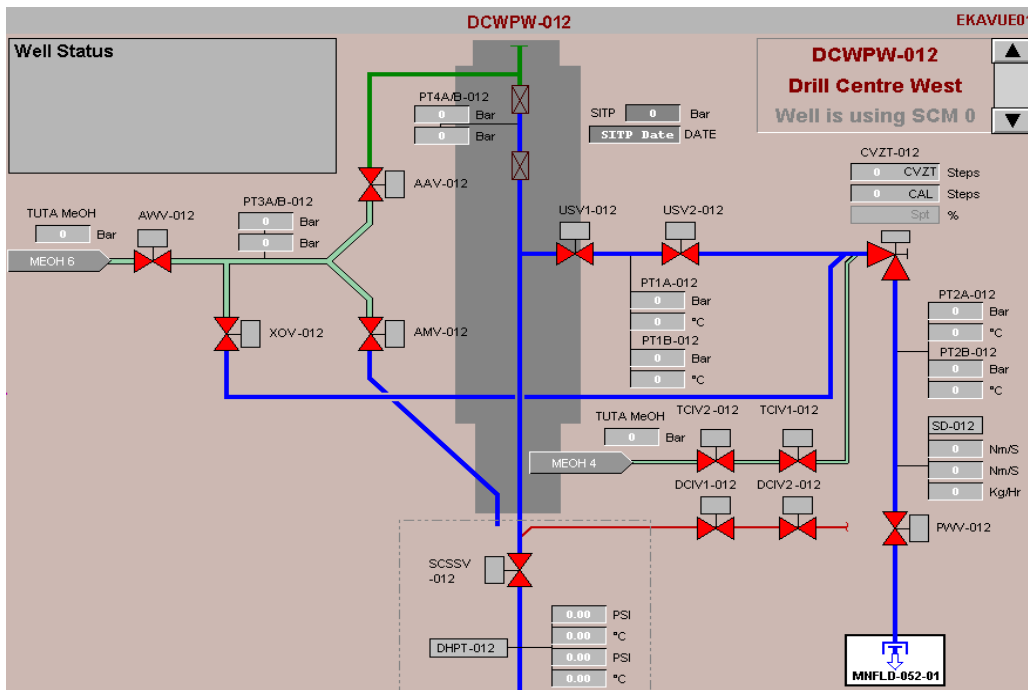 DCWPW-012
EKAVUE01
Well Status
DCWPW-012
Drill Centre West
Well is using SCM 0
PT4A/B-012
0 Bar
0 Bar
SITP 0 Bar
SITP Date DATE
CVZT-012
0 CVZT Steps
0 CAL Steps
Spt %
AAV-012
TUTA MeOH
0 Bar
AWV-012
PT3A/B-012
0 Bar
0 Bar
MEOH 6
USV1-012
USV2-012
XOV-012
AMV-012
PT1A-012
0 Bar
0 °C
PT1B-012
0 Bar
0 °C
PT2A-012
0 Bar
0 °C
PT2B-012
0 Bar
0 °C
TUTA MeOH
0 Bar
TCIV2-012
TCIV1-012
MEOH 4
DCIV1-012
DCIV2-012
SD-012
0 Nm/S
0 Nm/S
0 Kg/Hr
PWV-012
SCSSV
-012
DHPT-012
0.00 PSI
0.00 °C
0.00 PSI
0.00 °C
MNFLD-052-01